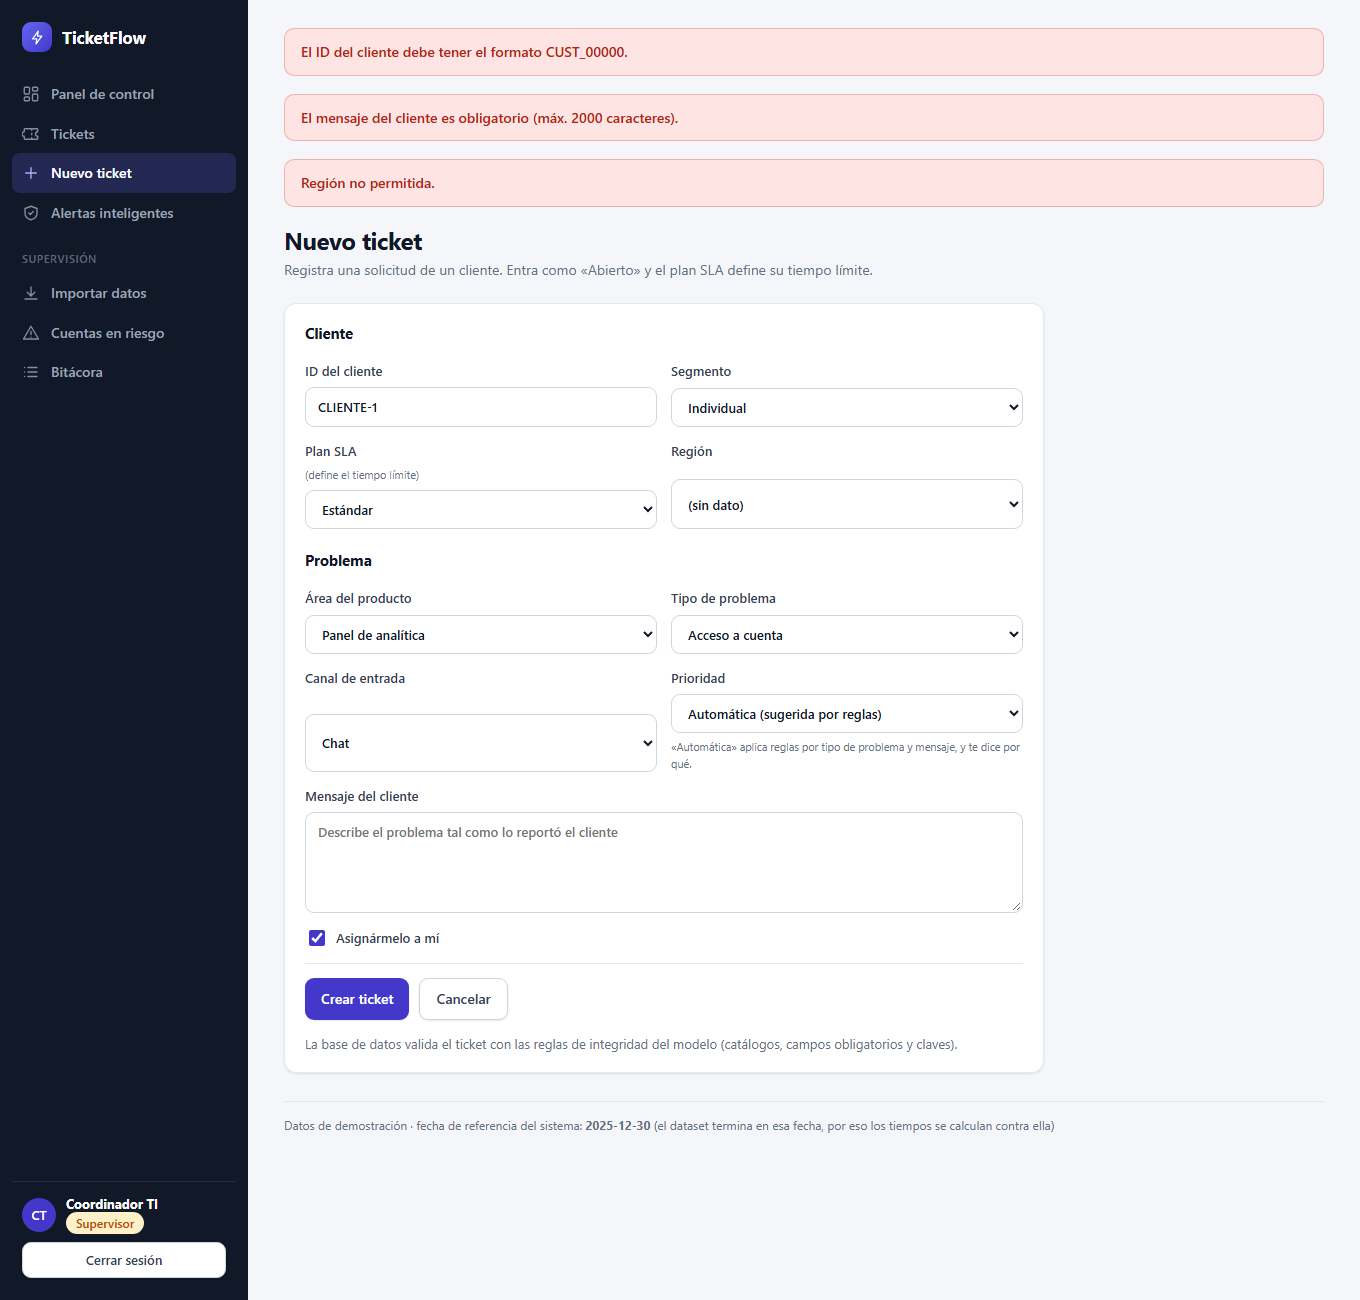 TicketFlow
Panel de control
Tickets
Nuevo ticket
Alertas inteligentes
SUPERVISIÓN
Importar datos
Cuentas en riesgo
Bitácora
CT
Coordinador TI
Supervisor
Cerrar sesión
El ID del cliente debe tener el formato CUST_00000.
El mensaje del cliente es obligatorio (máx. 2000 caracteres).
Región no permitida.
Nuevo ticket
Registra una solicitud de un cliente. Entra como «Abierto» y el plan SLA define su tiempo límite.
Cliente
ID del cliente
CLIENTE-1
Segmento
Individual
Plan SLA
(define el tiempo límite)
Estándar
Región
(sin dato)
Problema
Área del producto
Panel de analítica
Tipo de problema
Acceso a cuenta
Canal de entrada
Chat
Prioridad
Automática (sugerida por reglas)
«Automática» aplica reglas por tipo de problema y mensaje, y te dice por
qué.
Mensaje del cliente
Describe el problema tal como lo reportó el cliente
Asignármelo a mí
Crear ticket
Cancelar
La base de datos valida el ticket con las reglas de integridad del modelo (catálogos, campos obligatorios y claves).
Datos de demostración · fecha de referencia del sistema: 2025-12-30 (el dataset termina en esa fecha, por eso los tiempos se calculan contra ella)